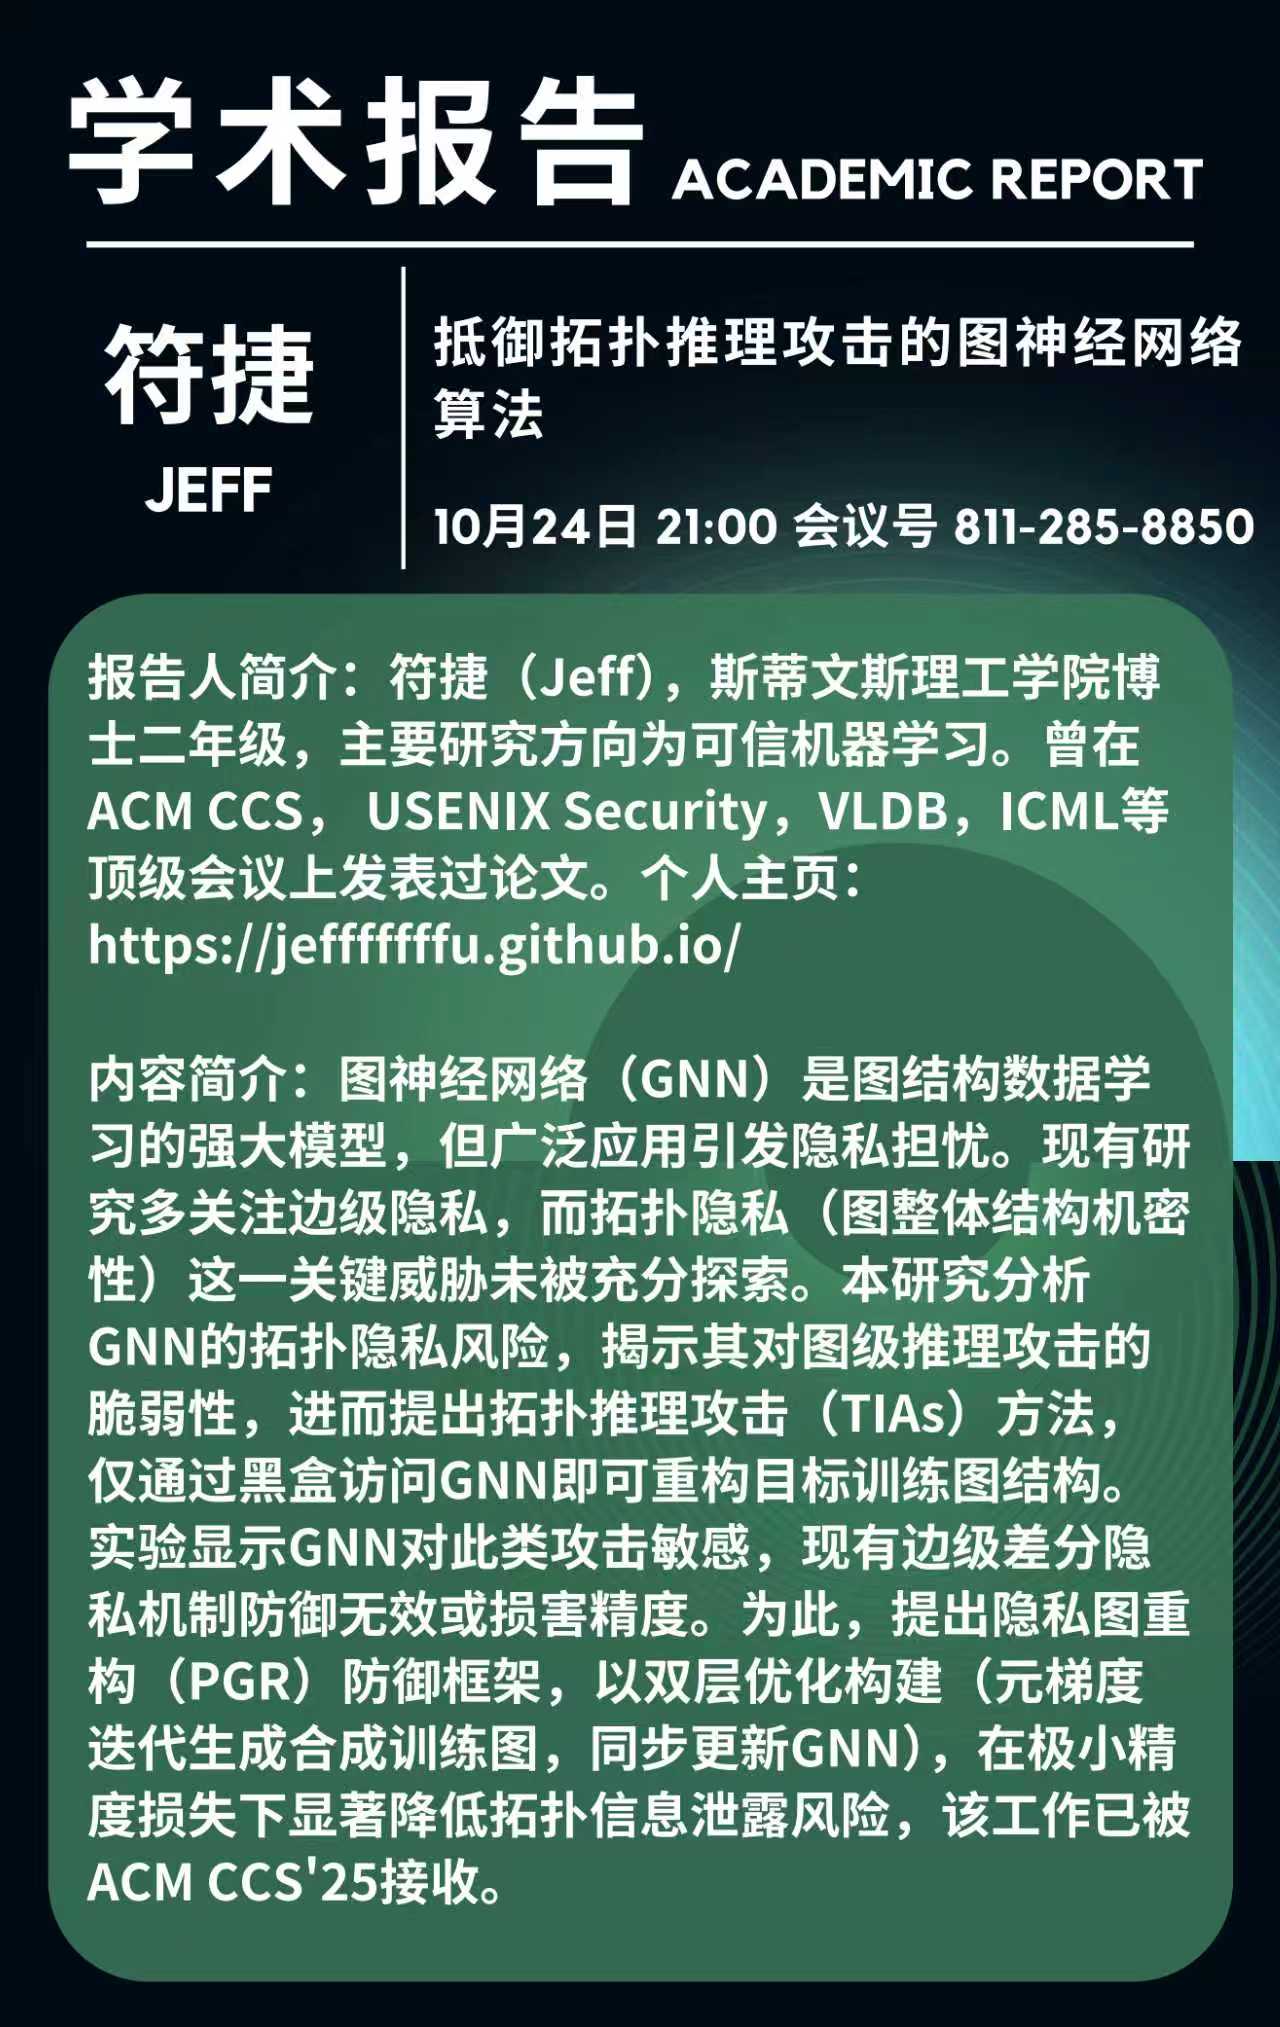 学术报告 ACADEMIC REPORT
符捷
JEFF
抵御拓扑推理攻击的图神经网络
算法
10月24日 21:00 会议号 811-285-8850
报告人简介：符捷（Jeff），斯蒂文斯理工学院博
士二年级，主要研究方向为可信机器学习。曾在
ACM CCS， USENIX Security，VLDB，ICML等
顶级会议上发表过论文。个人主页：
https://jefffffffu.github.io/
内容简介：图神经网络（GNN）是图结构数据学
习的强大模型，但广泛应用引发隐私担忧。现有研
究多关注边级隐私，而拓扑隐私（图整体结构机密
性）这一关键威胁未被充分探索。本研究分析
GNN的拓扑隐私风险，揭示其对图级推理攻击的
脆弱性，进而提出拓扑推理攻击（TIAs）方法，
仅通过黑盒访问GNN即可重构目标训练图结构。
实验显示GNN对此类攻击敏感，现有边级差分隐
私机制防御无效或损害精度。为此，提出隐私图重
构（PGR）防御框架，以双层优化构建（元梯度
迭代生成合成训练图，同步更新GNN），在极小精
度损失下显著降低拓扑信息泄露风险，该工作已被
ACM CCS'25接收。